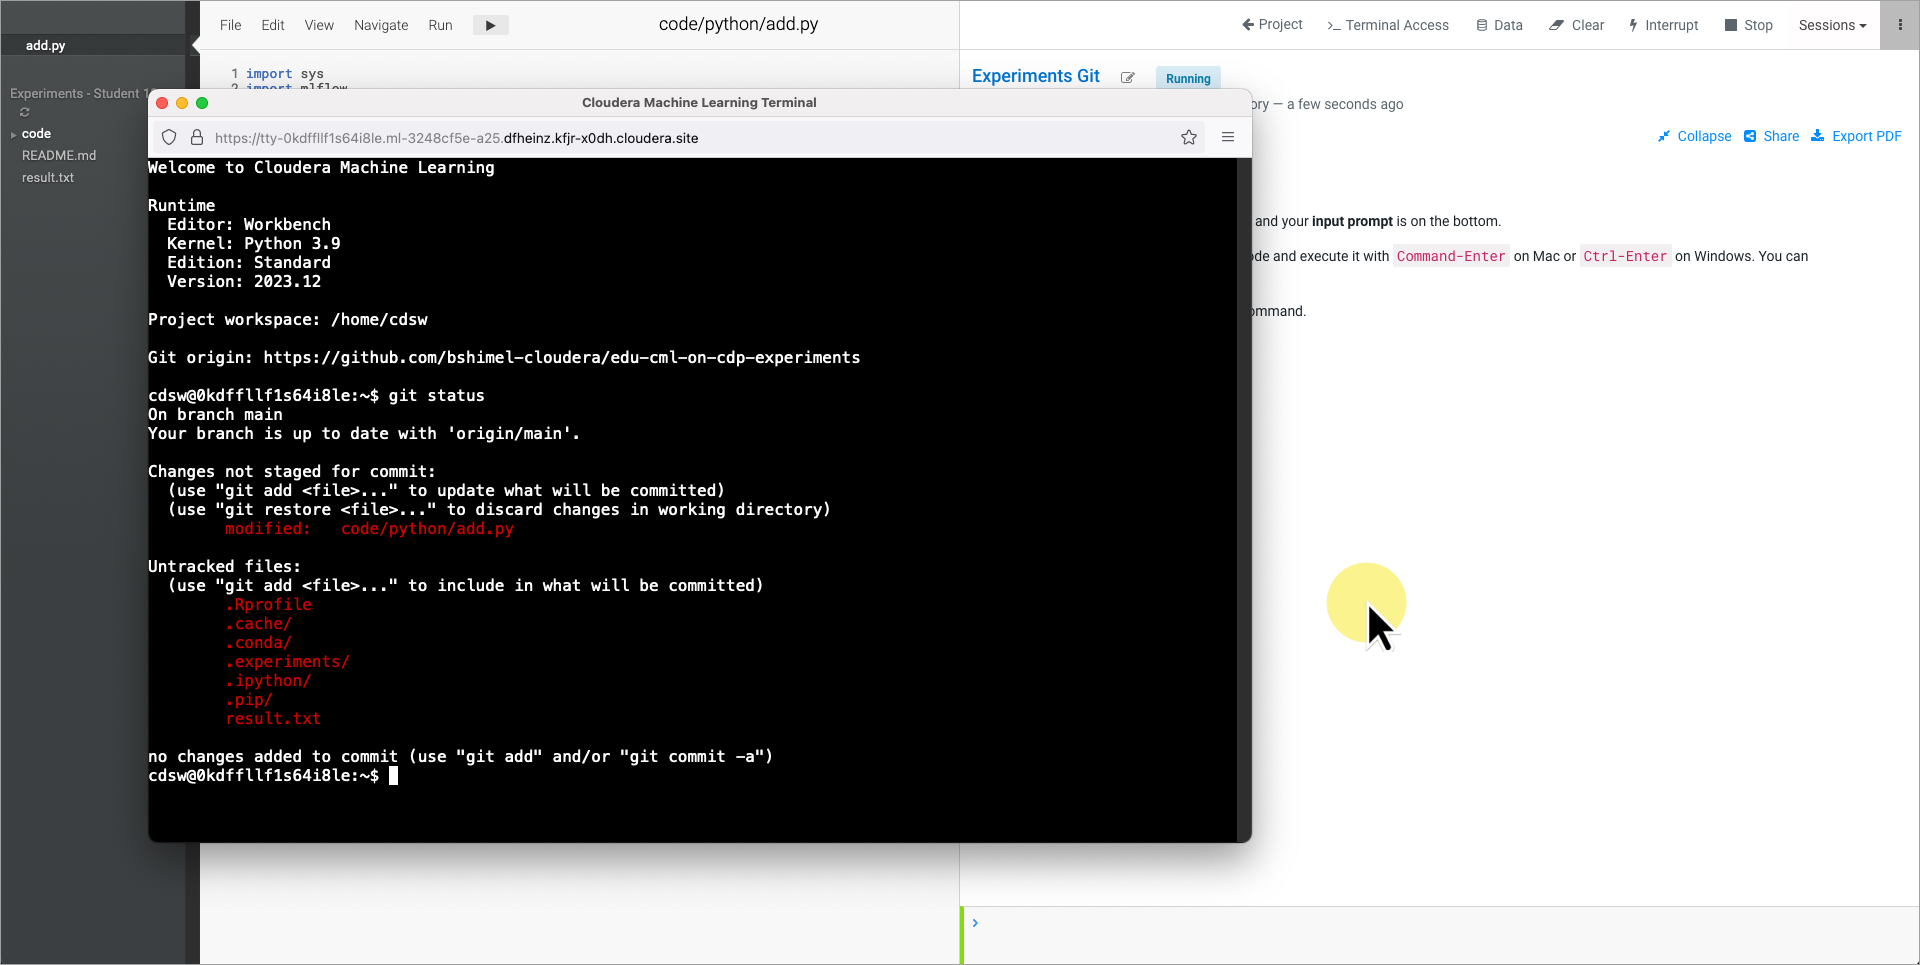 File Edit View Navigate Run
code/python/add.py
Project Terminal Access Data Clear Interrupt Stop Sessions
add.py
Experiments - Student
code
README.md
result.txt
1 import sys
2 import mlflow
Experiments Git Running
ory — a few seconds ago
Collapse Share Export PDF
and your input prompt is on the bottom.
ode and execute it with Command-Enter on Mac or Ctrl-Enter on Windows. You can
ommand.
Cloudera Machine Learning Terminal
https://tty-0kdffllf1s64i8le.ml-3248cf5e-a25.dfheinz.kfjr-x0dh.cloudera.site
Welcome to Cloudera Machine Learning
Runtime
Editor: Workbench
Kernel: Python 3.9
Edition: Standard
Version: 2023.12
Project workspace: /home/cdsw
Git origin: https://github.com/bshimel-cloudera/edu-cml-on-cdp-experiments
cdsw@0kdffllf1s64i8le:~$ git status
On branch main
Your branch is up to date with 'origin/main'.
Changes not staged for commit:
(use "git add <file>..." to update what will be committed)
(use "git restore <file>..." to discard changes in working directory)
modified: code/python/add.py
Untracked files:
(use "git add <file>..." to include in what will be committed)
.Rprofile
.cache/
.conda/
.experiments/
.ipython/
.pip/
result.txt
no changes added to commit (use "git add" and/or "git commit -a")
cdsw@0kdffllf1s64i8le:~$